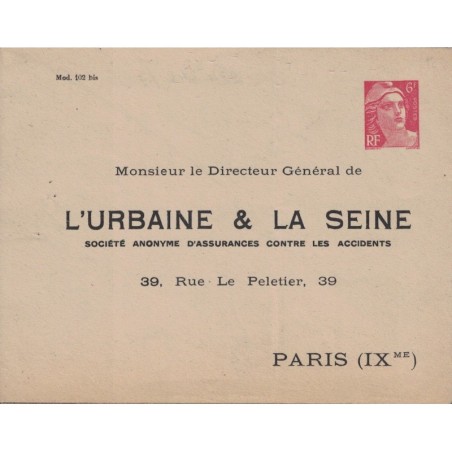 Mod. 102 bis
6F
POSTES
RF
Monsieur le Directeur Général de
L'URBAINE & LA SEINE
SOCIÉTÉ ANONYME D'ASSURANCES CONTRE LES ACCIDENTS
39, Rue Le Peletier, 39
PARIS (IXME)